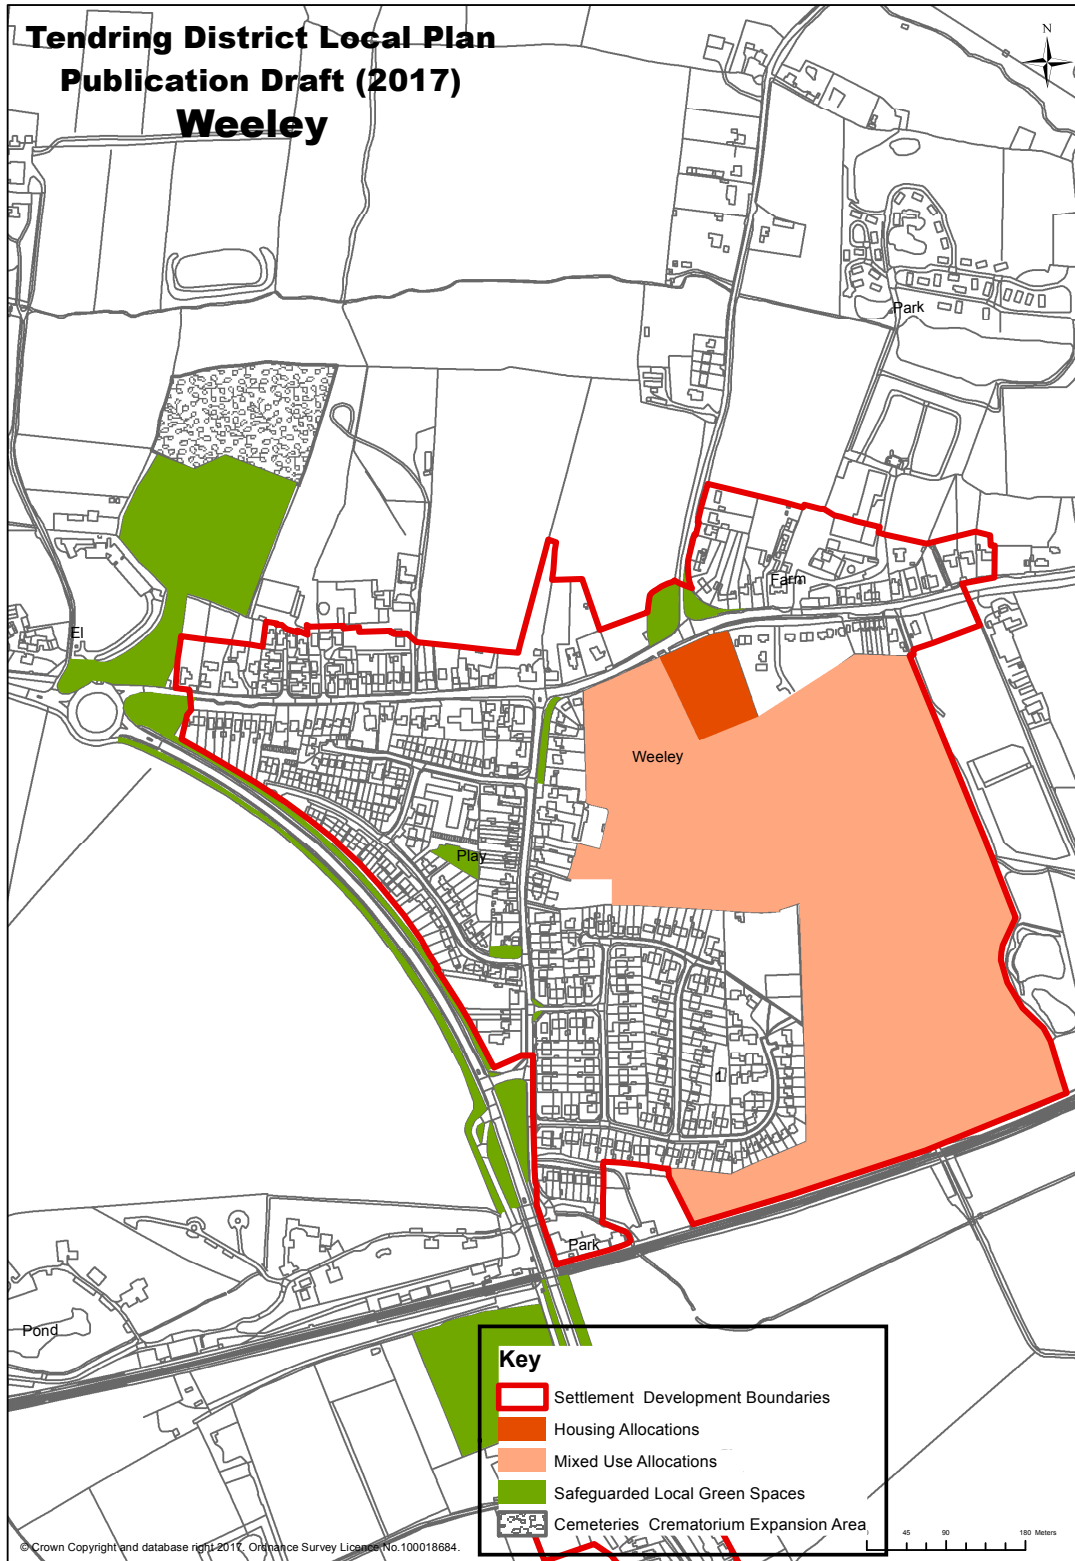 Tendring District Local Plan
Publication Draft (2017)
Weeley
N
Park
Farm
El
Weeley
Play
Park
Pond
Key
Settlement Development Boundaries
Housing Allocations
Mixed Use Allocations
Safeguarded Local Green Spaces
Cemeteries Crematorium Expansion Area
45 90 180 Meters
© Crown Copyright and database right 2017. Ordnance Survey Licence No.100018684.